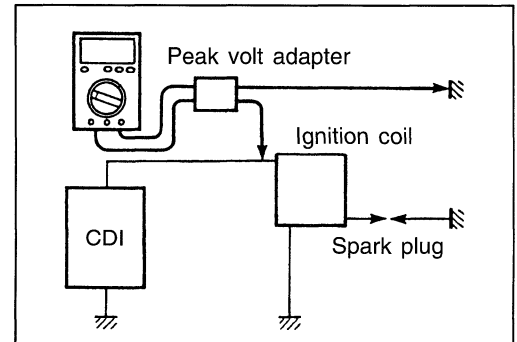 Peak volt adapter
Ignition coil
CDI
Spark plug